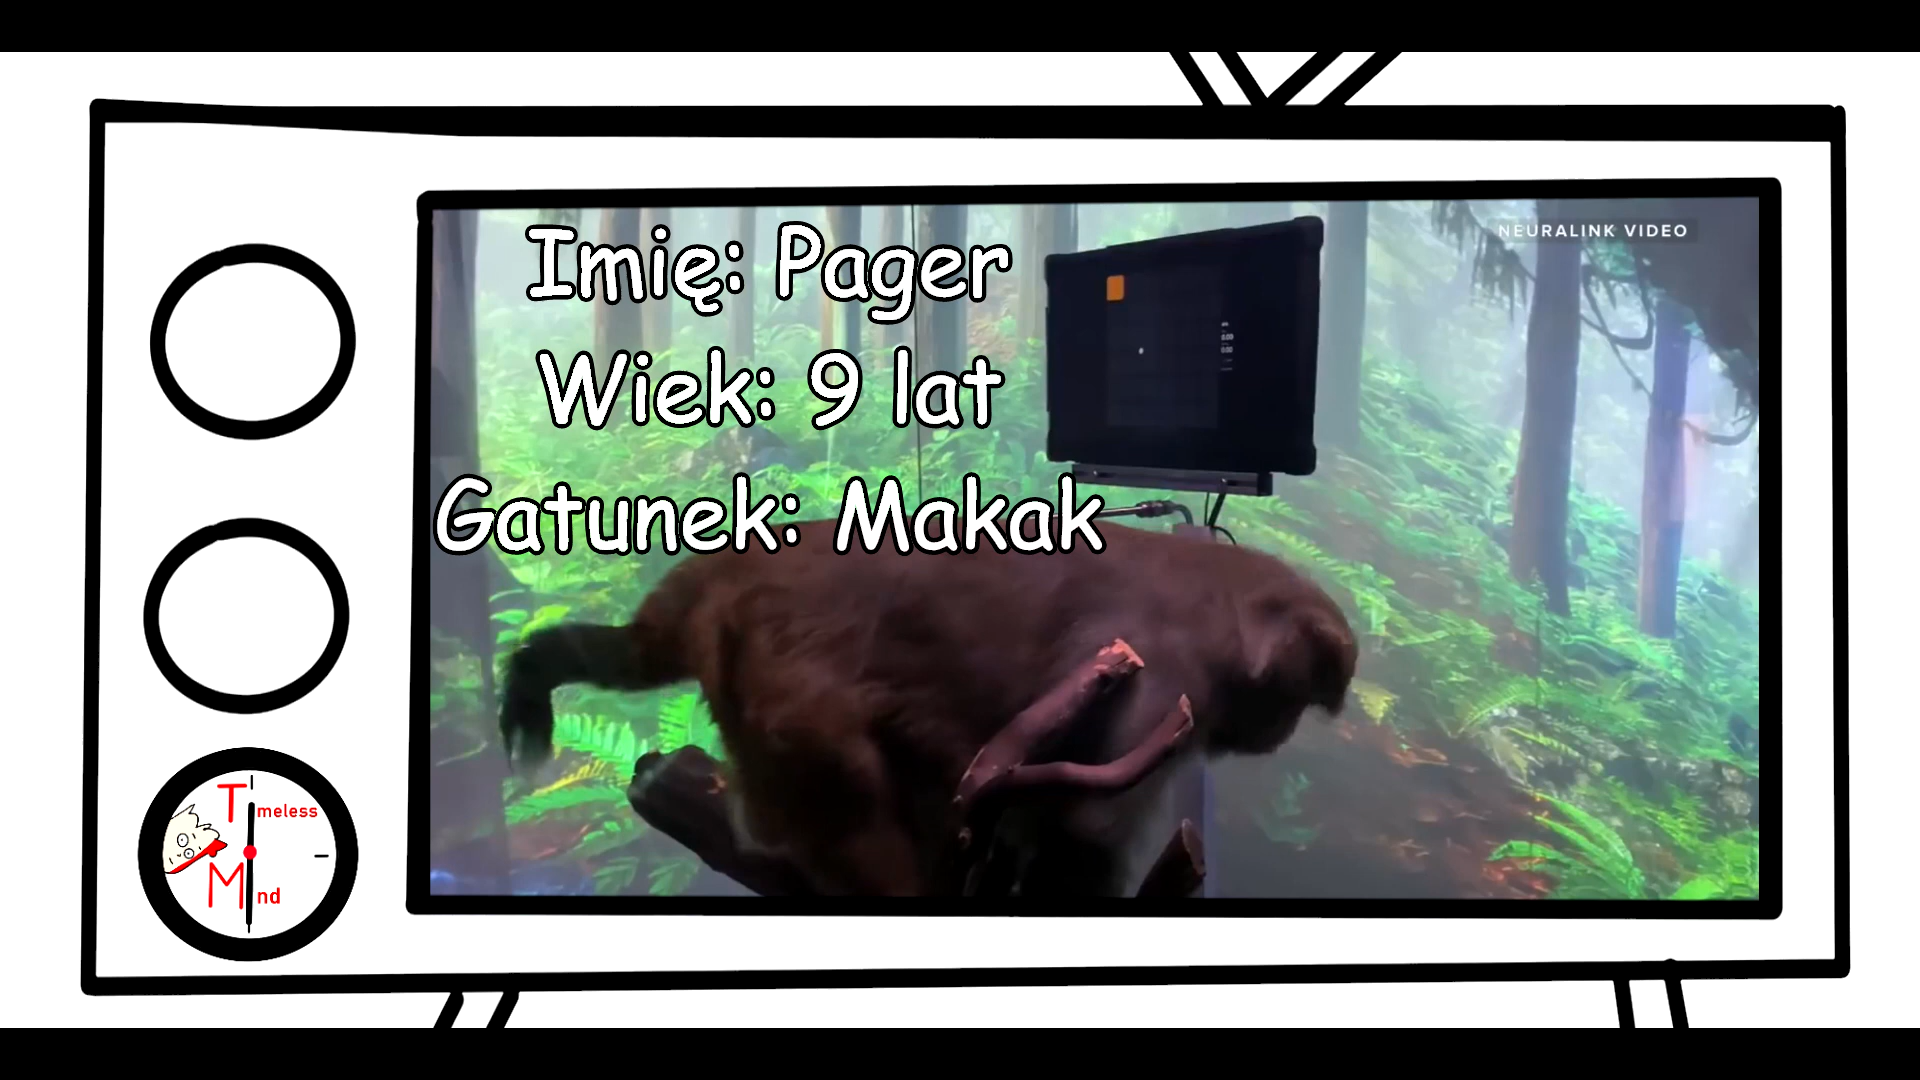 NEURALINK VIDEO
Imię: Pager
Wiek: 9 lat
Gatunek: Makak
Timeless
Mind